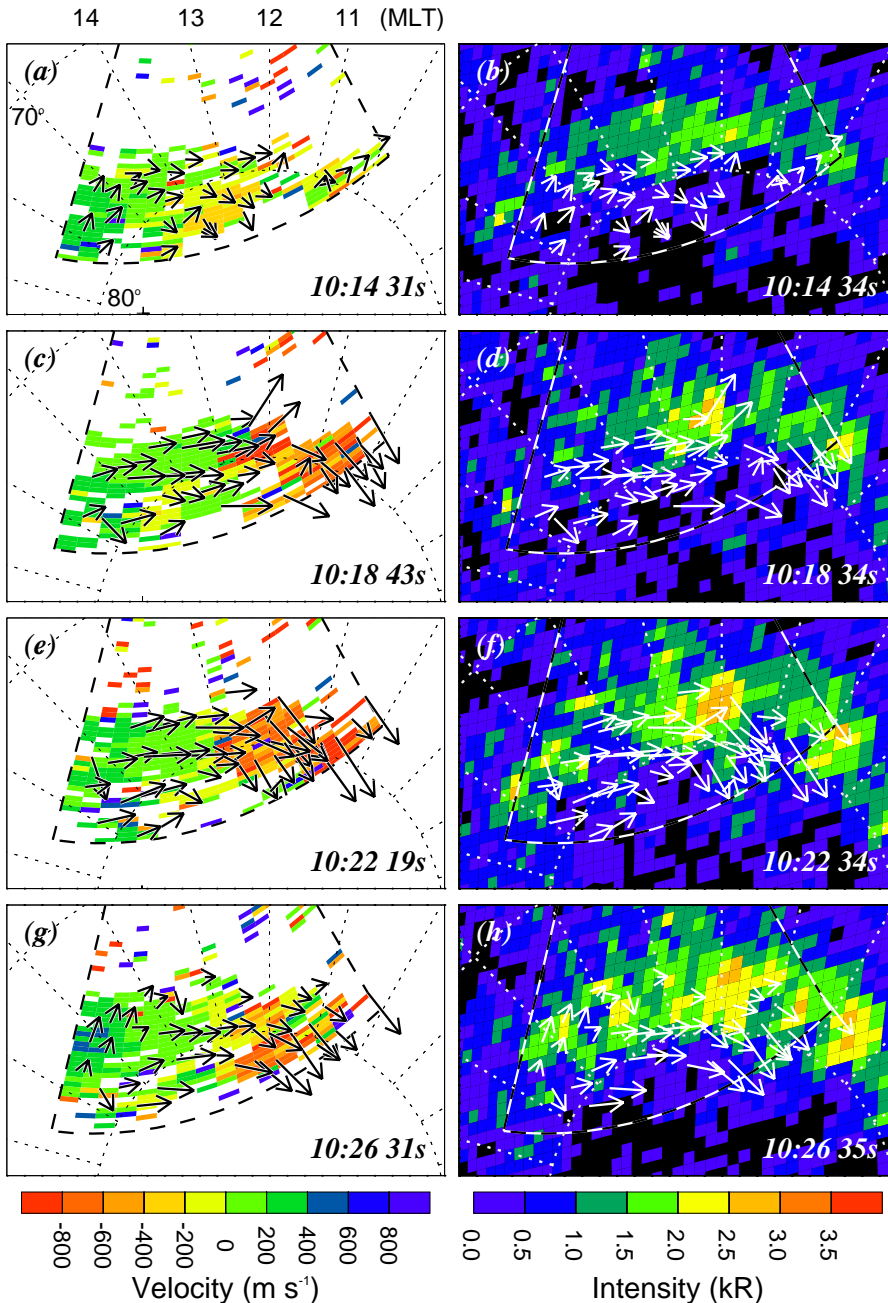 14 13 12 11 (MLT)
(a) (b)
70°
80°
10:14 31s 10:14 34s
(c) (d)
10:18 43s 10:18 34s
(e) (f)
10:22 19s 10:22 34s
(g) (h)
10:26 31s 10:26 35s
-800 -600 -400 -200 0 200 400 600 800
0.0 0.5 1.0 1.5 2.0 2.5 3.0 3.5
Velocity (m s⁻¹) Intensity (kR)